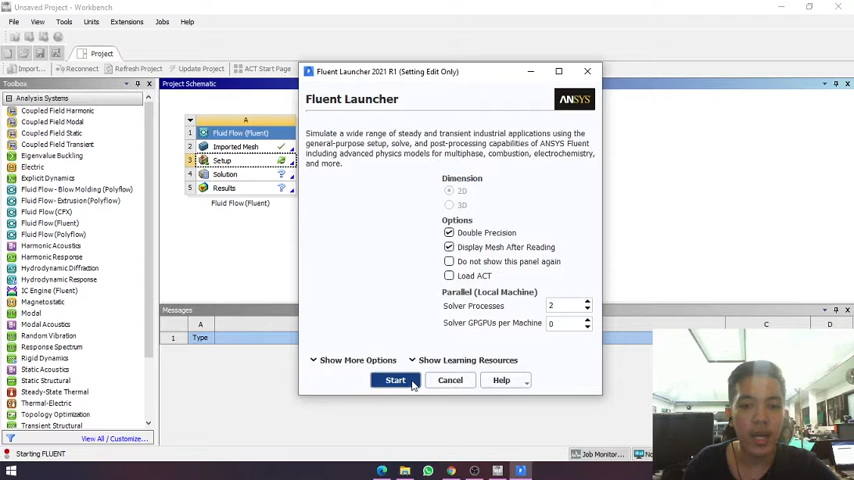 Unsaved Project - Workbench
File View Tools Units Extensions Jobs Help
Project
Import... Reconnect Refresh Project Update Project ACT Start Page
Toolbox
Project Schematic
Analysis Systems
Coupled Field Harmonic
Coupled Field Modal
Coupled Field Static
Coupled Field Transient
Eigenvalue Buckling
Electric
Explicit Dynamics
Fluid Flow - Blow Molding (Polyflow)
Fluid Flow - Extrusion (Polyflow)
Fluid Flow (CFX)
Fluid Flow (Fluent)
Fluid Flow (Polyflow)
Harmonic Acoustics
Harmonic Response
Hydrodynamic Diffraction
Hydrodynamic Response
IC Engine (Fluent)
Magnetostatic
Modal
Modal Acoustics
Random Vibration
Response Spectrum
Rigid Dynamics
Static Acoustics
Static Structural
Steady-State Thermal
Thermal-Electric
Topology Optimization
Transient Structural
View All / Customize...
A
1 Fluid Flow (Fluent)
2 Imported Mesh
3 Setup
4 Solution
5 Results
Fluid Flow (Fluent)
Messages
A
1 Type
C D
Fluent Launcher 2021 R1 (Setting Edit Only)
Fluent Launcher
ANSYS
Simulate a wide range of steady and transient industrial applications using the
general-purpose setup, solve, and post-processing capabilities of ANSYS Fluent
including advanced physics models for multiphase, combustion, electrochemistry,
and more.
Dimension
2D
3D
Options
Double Precision
Display Mesh After Reading
Do not show this panel again
Load ACT
Parallel (Local Machine)
Solver Processes 2
Solver GPGPUs per Machine 0
Show More Options Show Learning Resources
Start Cancel Help
Starting FLUENT
Job Monitor...